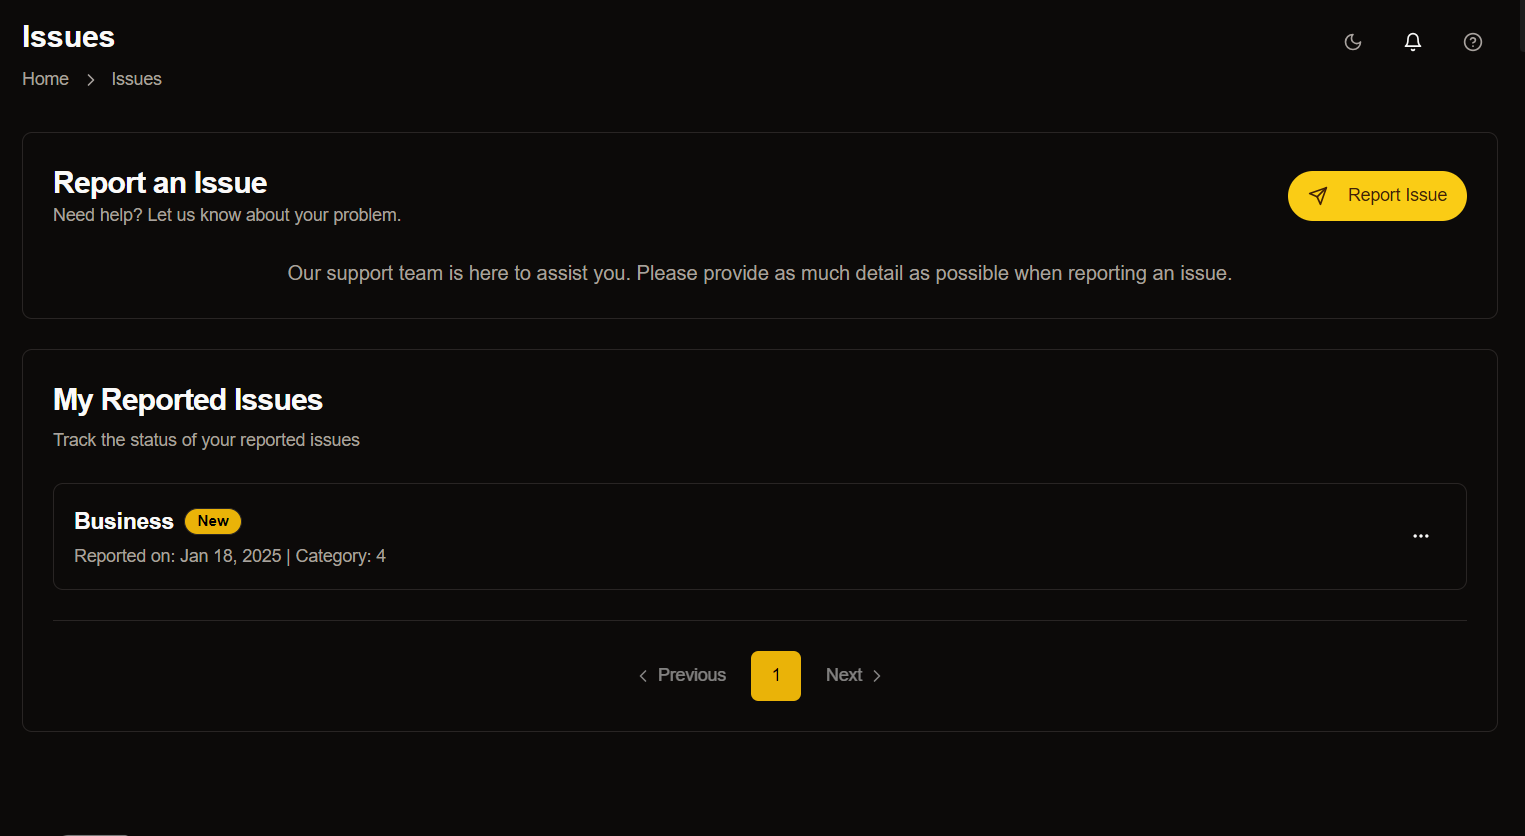 Issues
Home
Issues
Report an Issue
Need help? Let us know about your problem.
Report Issue
Our support team is here to assist you. Please provide as much detail as possible when reporting an issue.
My Reported Issues
Track the status of your reported issues
Business New
Reported on: Jan 18, 2025 | Category: 4
Previous 1 Next